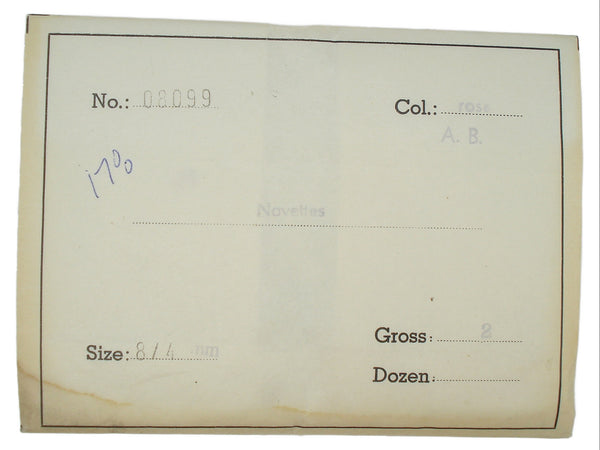 No.: 08099
Col.: rose
A. B.
1700
Novettes
Size: 8/4 mm
Gross: 2
Dozen: